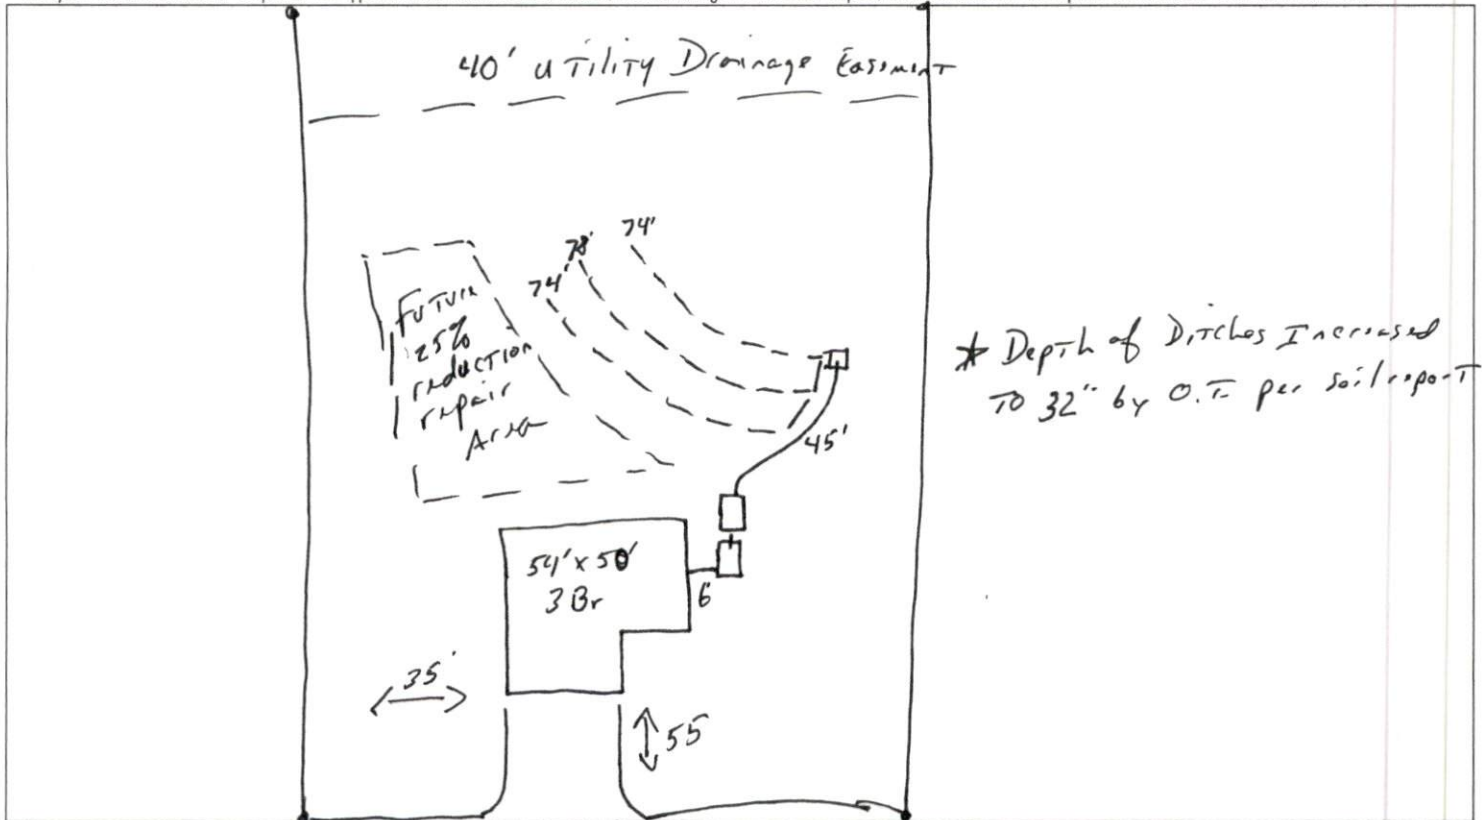 40' UTILITY Drainage Easment
74'
78'
74'
Future
25%
reduction
repair
Area
* Depth of Ditches Increased
TO 32" by O.T. per soil report
45'
54' x 50'
3 Br
6
35'
55